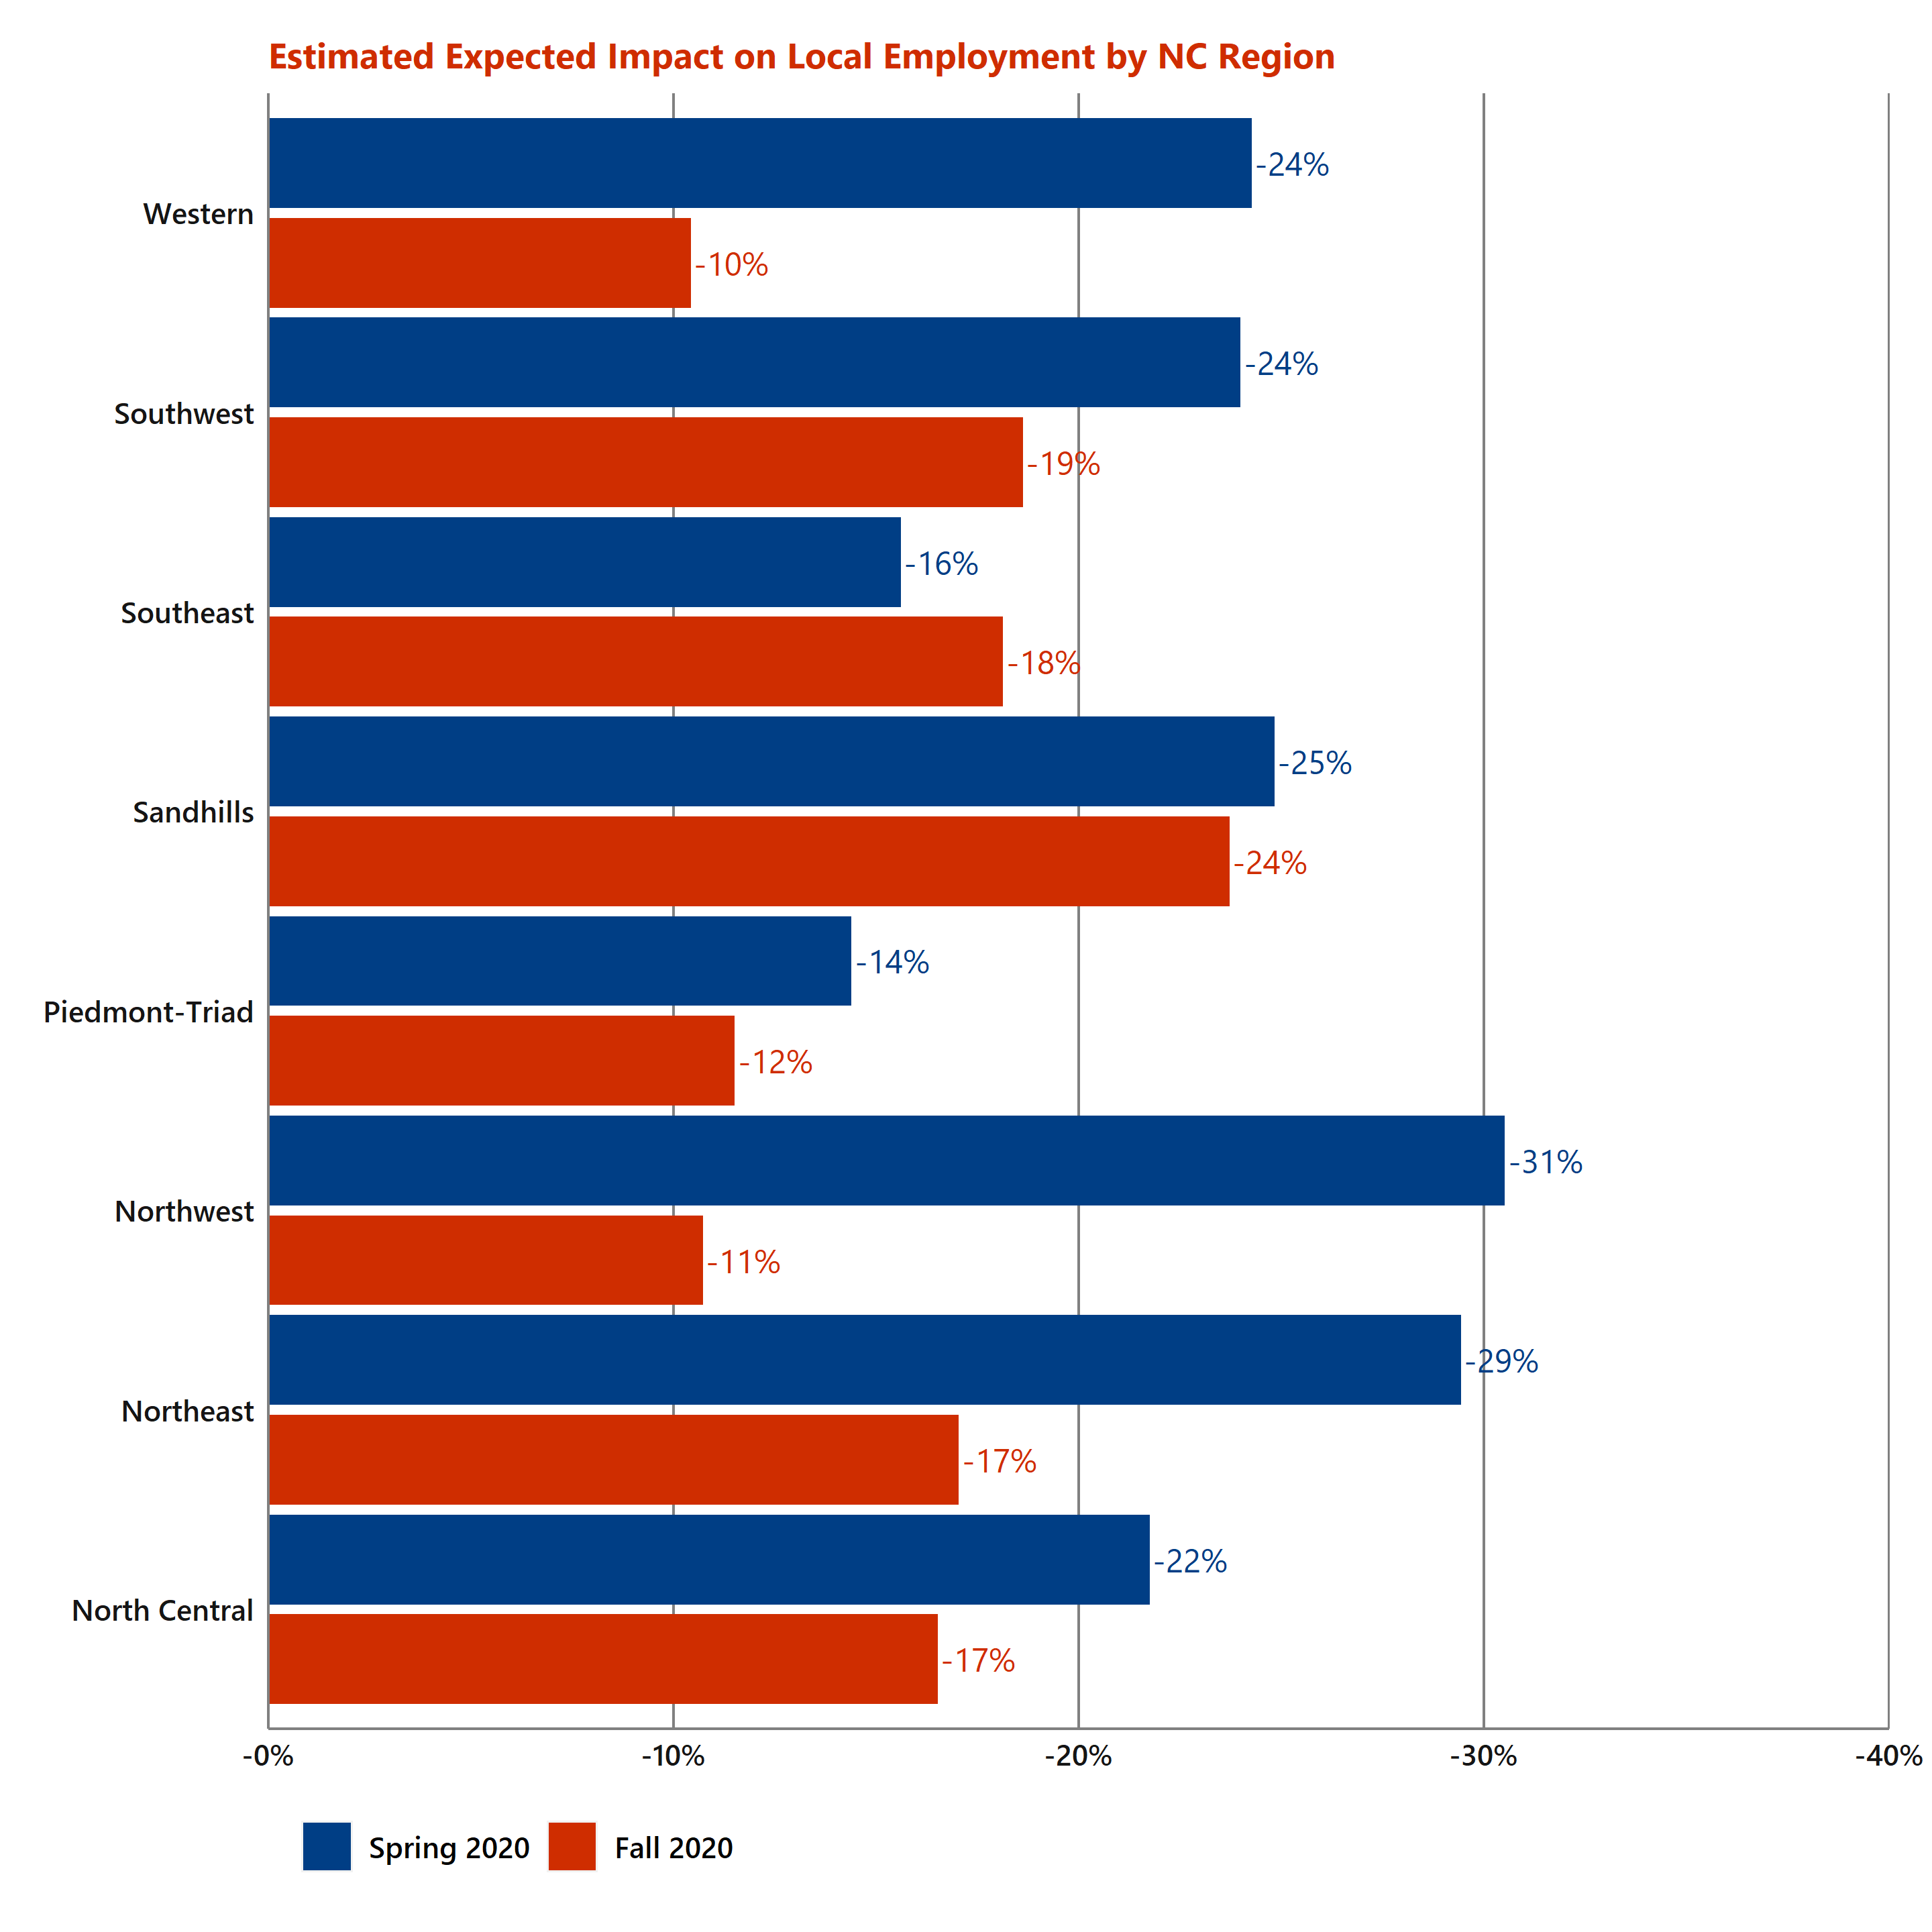 Estimated Expected Impact on Local Employment by NC Region
-24%
Western
-10%
-24%
Southwest
-19%
-16%
Southeast
-18%
-25%
Sandhills
-24%
-14%
Piedmont-Triad
-12%
-31%
Northwest
-11%
-29%
Northeast
-17%
-22%
North Central
-17%
-0% -10% -20% -30% -40%
Spring 2020 Fall 2020